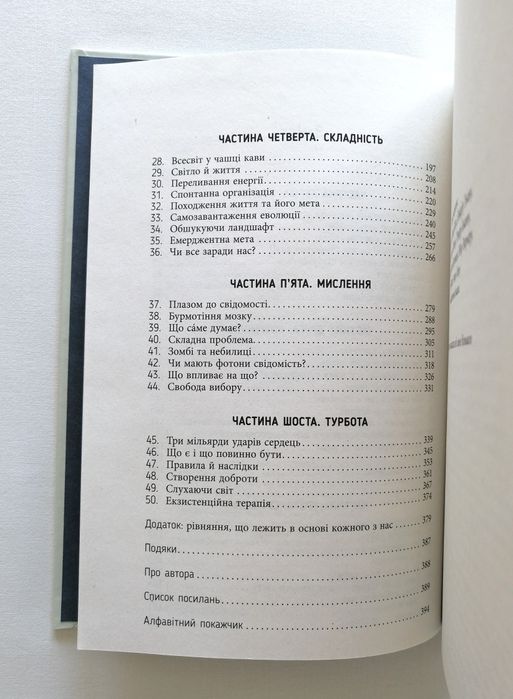 ЧАСТИНА ЧЕТВЕРТА. СКЛАДНІСТЬ
28. Всесвіт у чашці кави 197
29. Світло й життя 208
30. Переливання енергії 214
31. Спонтанна організація 220
32. Походження життя та його мета 229
33. Самозавантаження еволюції 240
34. Обшукуючи ландшафт 245
35. Емерджентна мета 257
36. Чи все заради нас? 266
ЧАСТИНА П'ЯТА. МИСЛЕННЯ
37. Плазом до свідомості 279
38. Бурмотіння мозку 288
39. Що са́ме думає? 295
40. Складна проблема 305
41. Зомбі та небилиці 311
42. Чи мають фотони свідомість? 318
43. Що впливає на що? 326
44. Свобода вибору 331
ЧАСТИНА ШОСТА. ТУРБОТА
45. Три мільярди ударів сердець 339
46. Що є і що повинно бути 345
47. Правила й наслідки 353
48. Створення доброти 361
49. Слухаючи світ 367
50. Екзистенційна терапія 374
Додаток: рівняння, що лежить в основі кожного з нас 379
Подяки 387
Про автора 388
Список посилань 389
Алфавітний покажчик 394